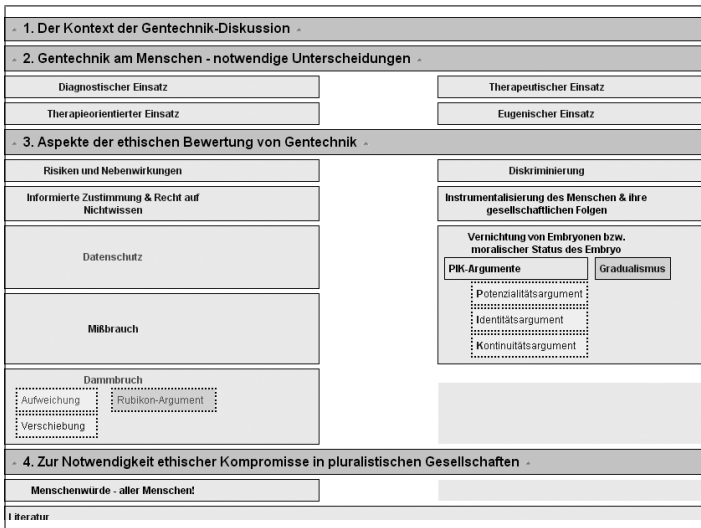 1. Der Kontext der Gentechnik-Diskussion
2. Gentechnik am Menschen - notwendige Unterscheidungen
Diagnostischer Einsatz
Therapeutischer Einsatz
Therapieorientierter Einsatz
Eugenischer Einsatz
3. Aspekte der ethischen Bewertung von Gentechnik
Risiken und Nebenwirkungen
Diskriminierung
Informierte Zustimmung & Recht auf
Nichtwissen
Instrumentalisierung des Menschen & ihre
gesellschaftlichen Folgen
Datenschutz
Vernichtung von Embryonen bzw.
moralischer Status des Embryo
PIK-Argumente
Gradualismus
Potenzialitätsargument
Identitätsargument
Kontinuitätsargument
Mißbrauch
Dammbruch
Aufweichung
Rubikon-Argument
Verschiebung
4. Zur Notwendigkeit ethischer Kompromisse in pluralistischen Gesellschaften
Menschenwürde - aller Menschen!
Literatur